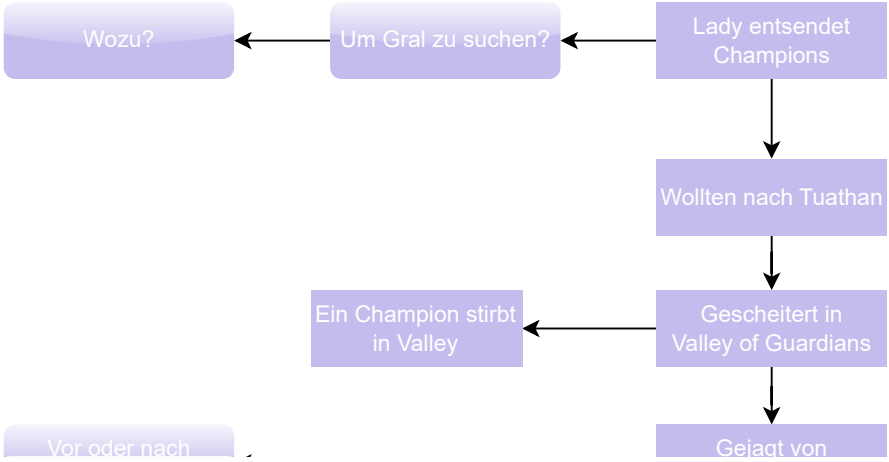 Wozu?
Um Gral zu suchen?
Lady entsendet
Champions
Wollten nach Tuathan
Ein Champion stirbt
in Valley
Gescheitert in
Valley of Guardians
Vor oder nach
Gejagt von